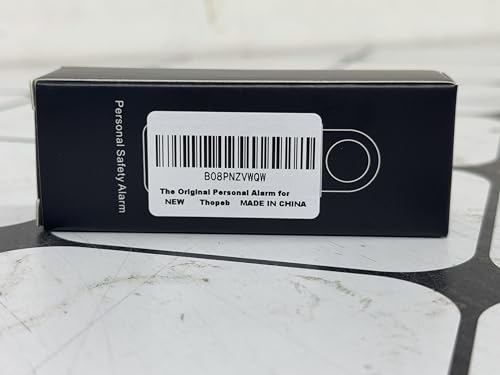 Personal Safety Alarm
B08PNZVWQW
The Original Personal Alarm for
NEW Thopeb MADE IN CHINA